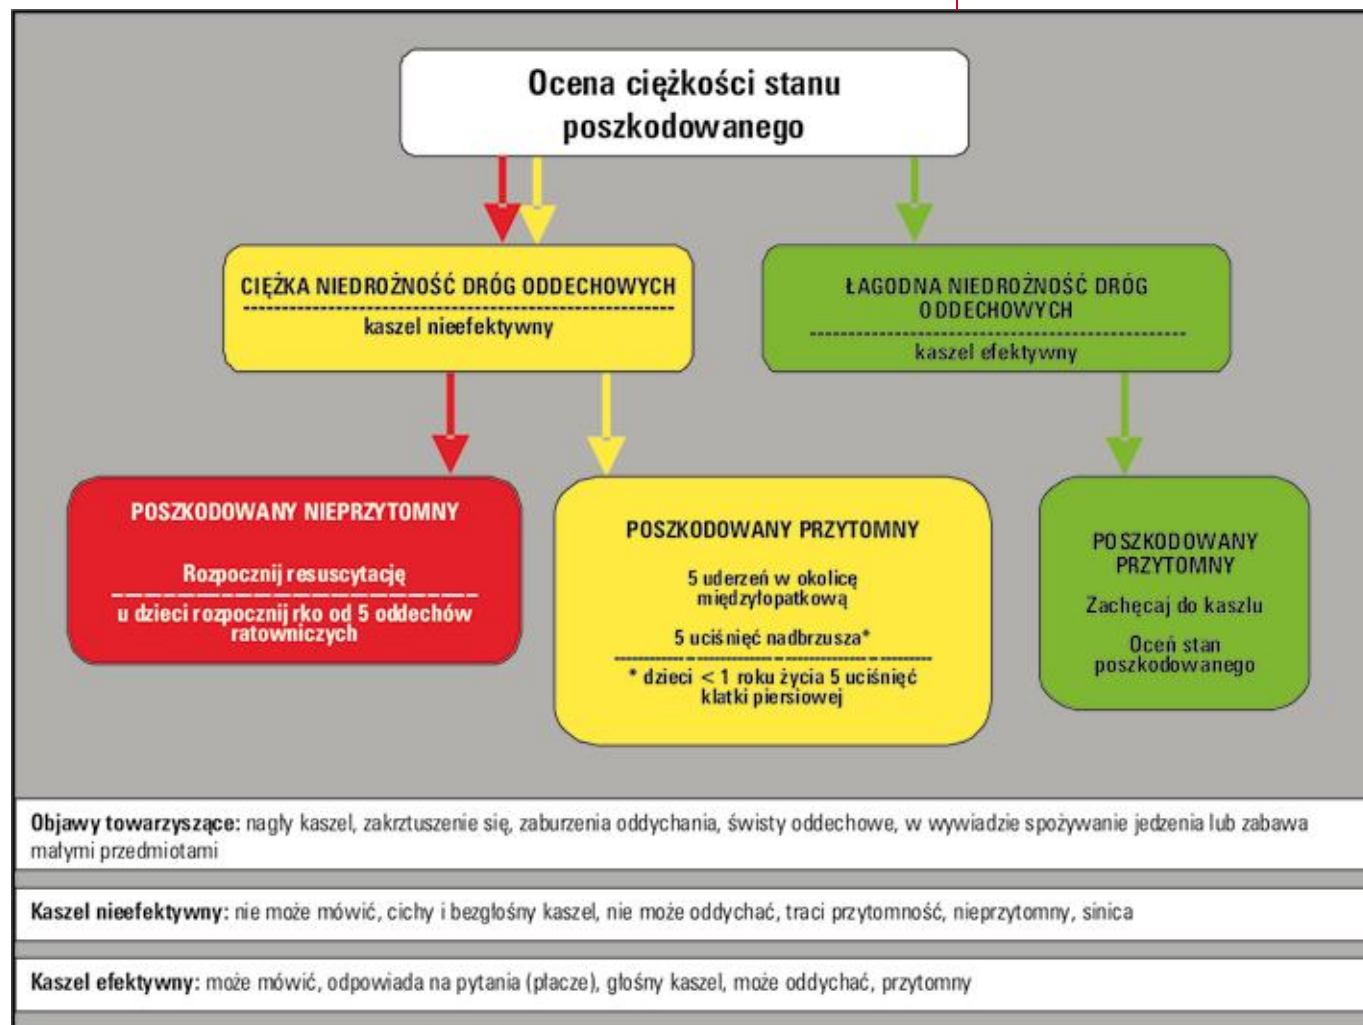 Ocena ciężkości stanu
poszkodowanego
CIĘŻKA NIEDROŻNOŚĆ DRÓG ODDECHOWYCH
kaszel nieefektywny
ŁAGODNA NIEDROŻNOŚĆ DRÓG
ODDECHOWYCH
kaszel efektywny
POSZKODOWANY NIEPRZYTOMNY
Rozpocznij resuscytację
u dzieci rozpocznij rko od 5 oddechów
ratowniczych
POSZKODOWANY PRZYTOMNY
5 uderzeń w okolicę
międzyłopatkową
5 uciśnięć nadbrzusza*
* dzieci < 1 roku życia 5 uciśnięć
klatki piersiowej
POSZKODOWANY
PRZYTOMNY
Zachęcaj do kaszlu
Oceń stan
poszkodowanego
Objawy towarzyszące: nagły kaszel, zakrztuszenie się, zaburzenia oddychania, świsty oddechowe, w wywiadzie spożywanie jedzenia lub zabawa
małymi przedmiotami
Kaszel nieefektywny: nie może mówić, cichy i bezgłośny kaszel, nie może oddychać, traci przytomność, nieprzytomny, sinica
Kaszel efektywny: może mówić, odpowiada na pytania (płacze), głośny kaszel, może oddychać, przytomny